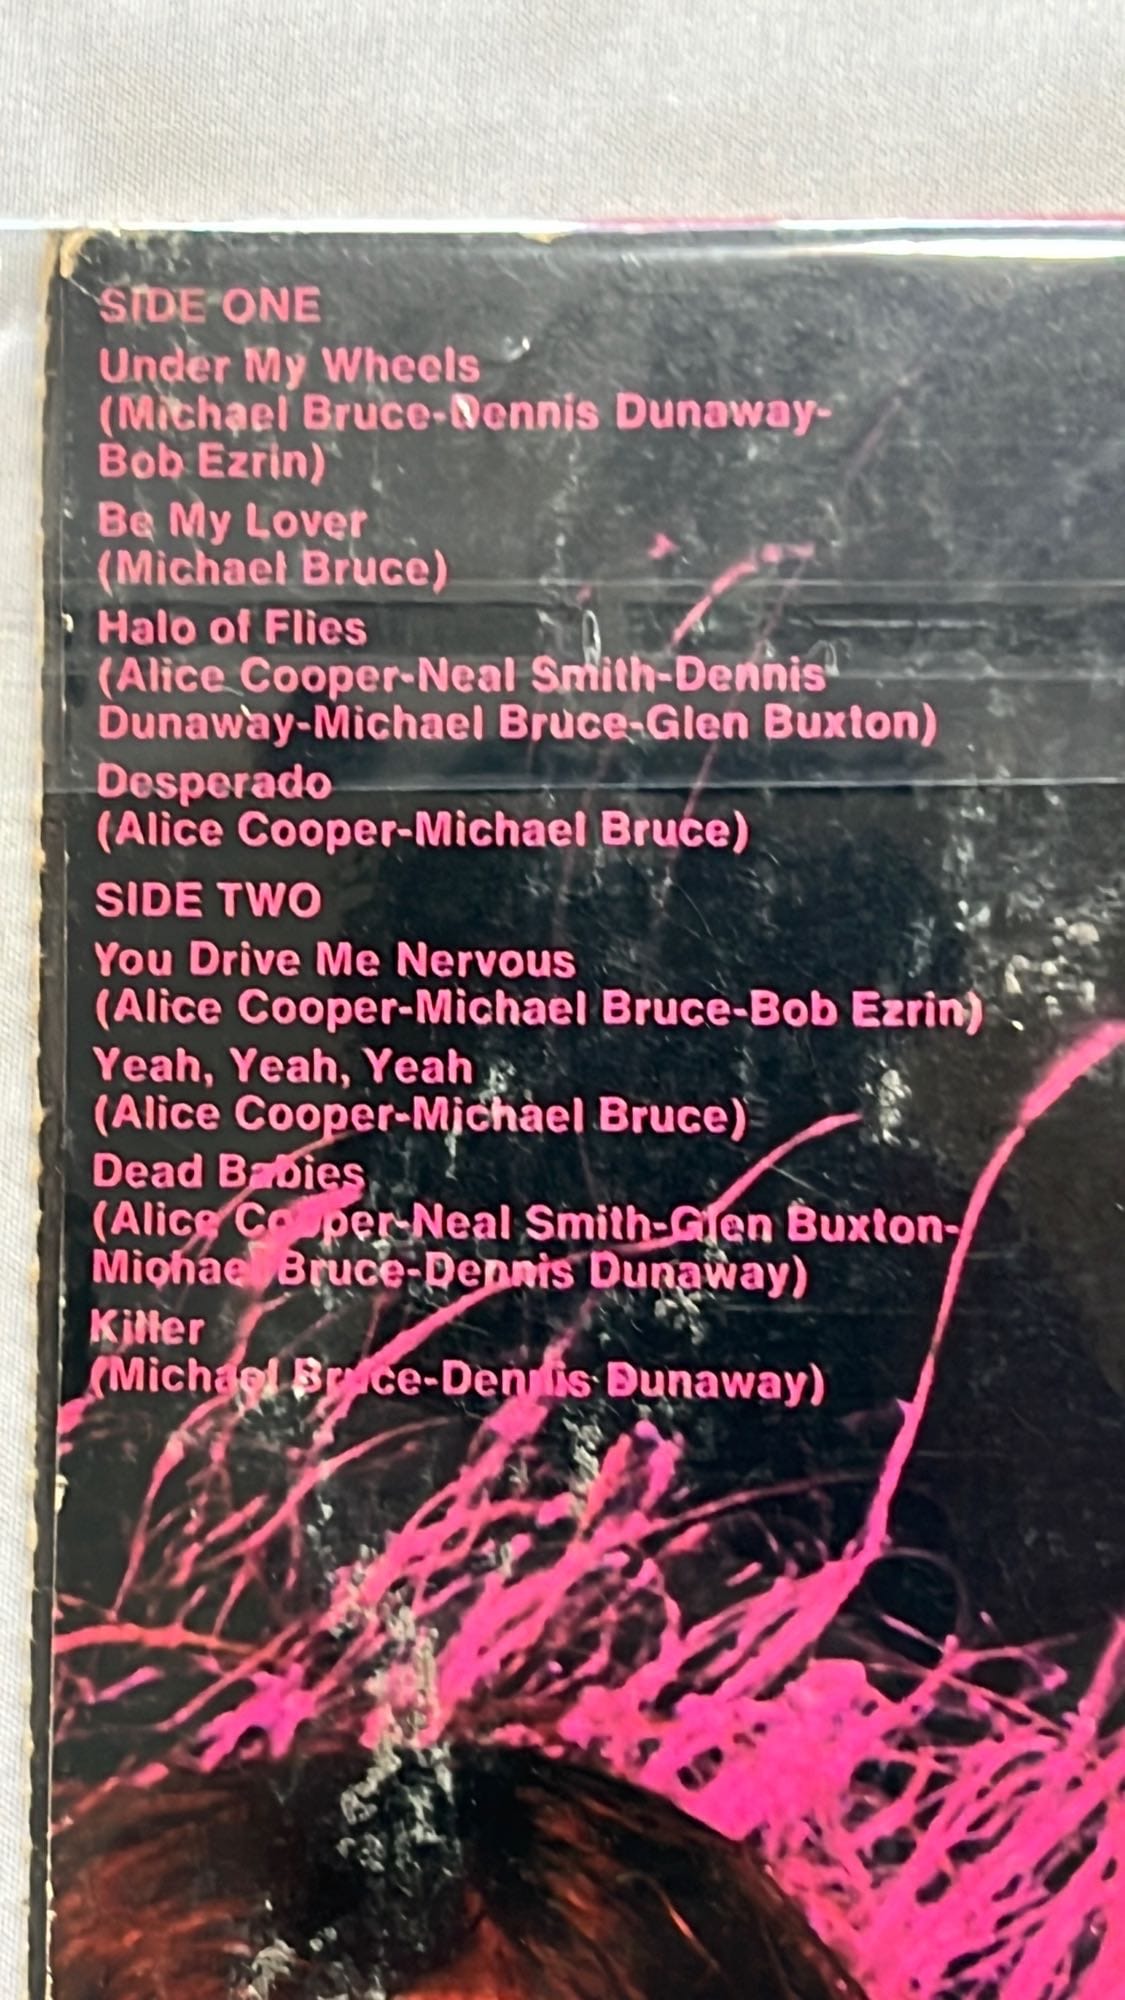 SIDE ONE
Under My Wheels
(Michael Bruce-Dennis Dunaway-
Bob Ezrin)
Be My Lover
(Michael Bruce)
Halo of Flies
(Alice Cooper-Neal Smith-Dennis
Dunaway-Michael Bruce-Glen Buxton)
Desperado
(Alice Cooper-Michael Bruce)
SIDE TWO
You Drive Me Nervous
(Alice Cooper-Michael Bruce-Bob Ezrin)
Yeah, Yeah, Yeah
(Alice Cooper-Michael Bruce)
Dead Babies
(Alice Cooper-Neal Smith-Glen Buxton-
Michael Bruce-Dennis Dunaway)
Killer
(Michael Bruce-Dennis Dunaway)